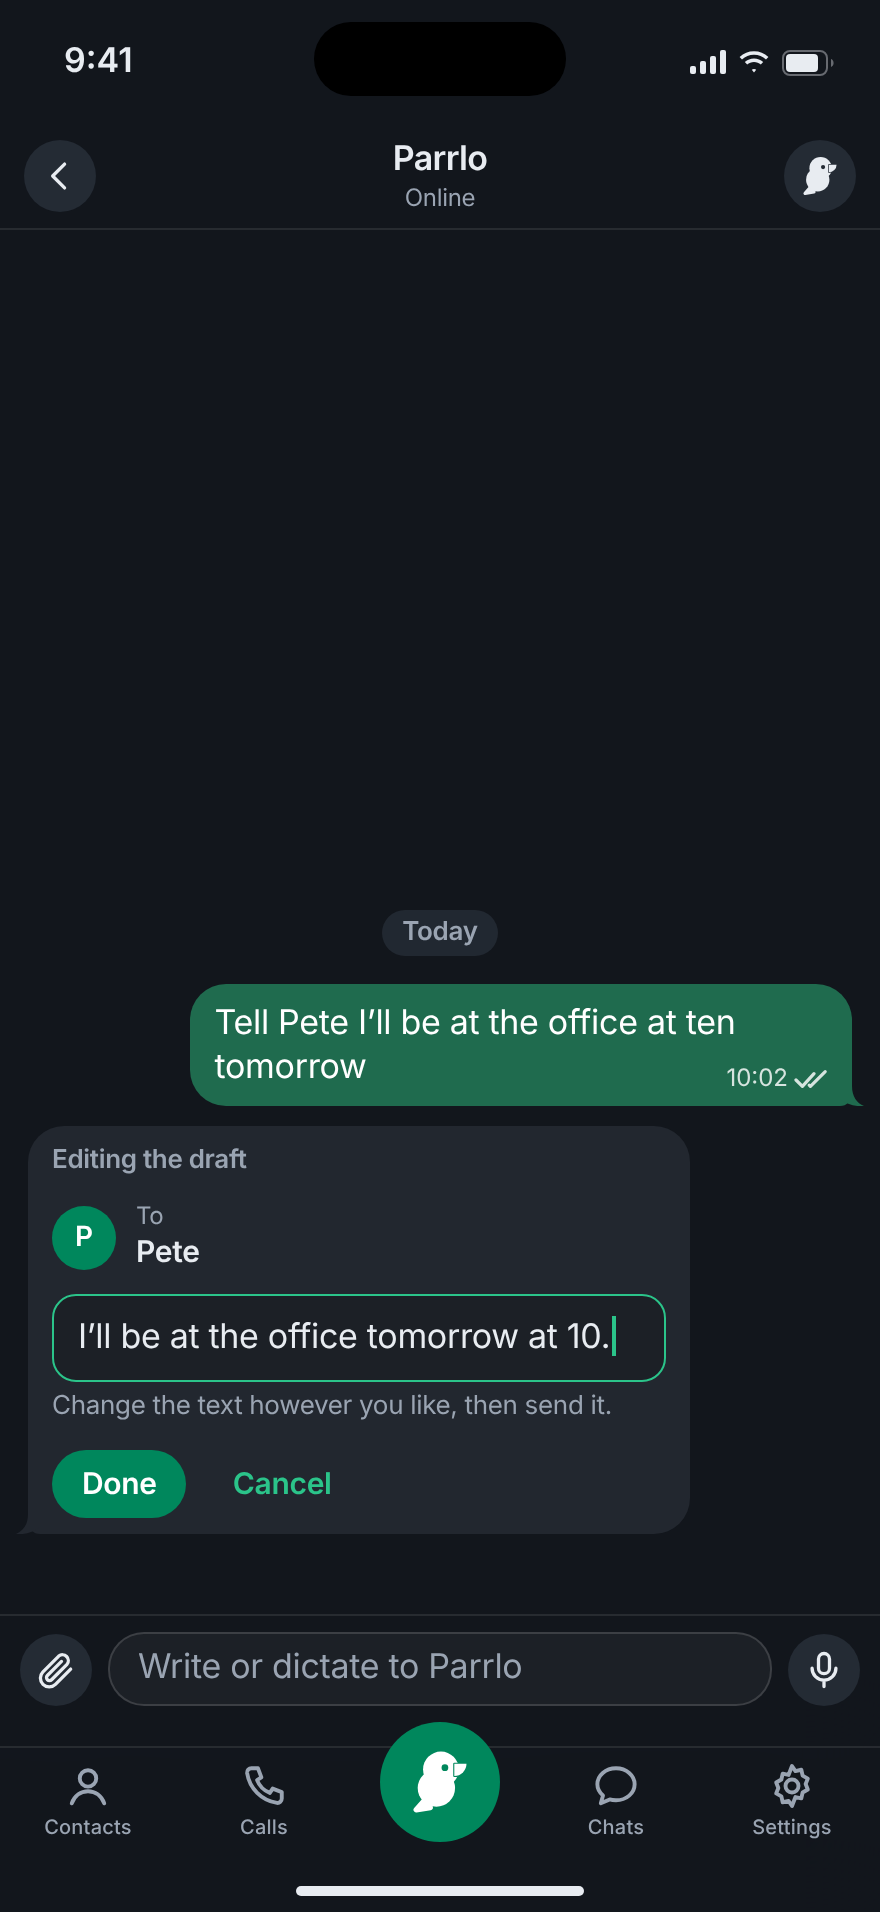 9:41
Parrlo
Online
Today
Tell Pete I’ll be at the office at ten
tomorrow
10:02
Editing the draft
P
To
Pete
I’ll be at the office tomorrow at 10.
Change the text however you like, then send it.
Done
Cancel
Write or dictate to Parrlo
Contacts
Calls
Chats
Settings